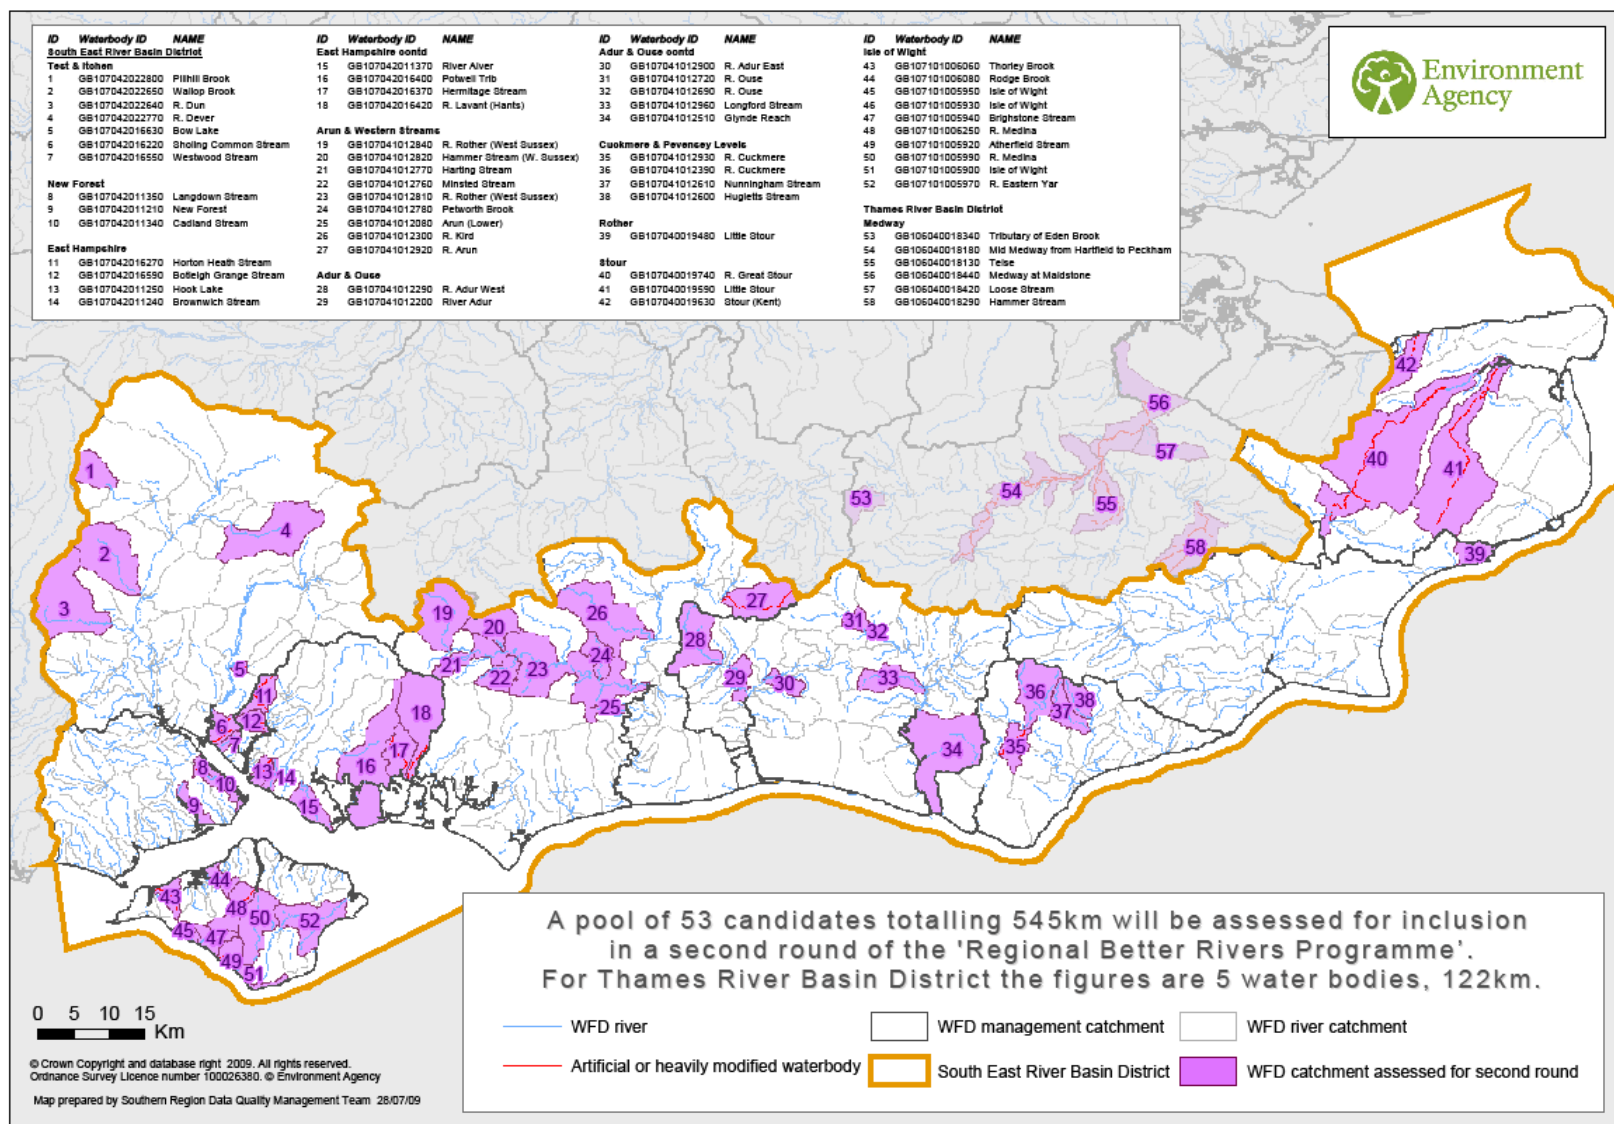 ID Waterbody ID NAME
South East River Basin District
Test & Itchen
1 GB107042022800 Pillhill Brook
2 GB107042022650 Wallop Brook
3 GB107042022640 R. Dun
4 GB107042022770 R. Dever
5 GB107042016630 Bow Lake
6 GB107042016220 Sholing Common Stream
7 GB107042016550 Westwood Stream
New Forest
8 GB107042011350 Langdown Stream
9 GB107042011210 New Forest
10 GB107042011340 Cadland Stream
East Hampshire
11 GB107042016270 Horton Heath Stream
12 GB107042016590 Botleigh Grange Stream
13 GB107042011250 Hook Lake
14 GB107042011240 Brownwich Stream
ID Waterbody ID NAME
East Hampshire contd
15 GB107042011370 River Alver
16 GB107042016400 Potwell Trib
17 GB107042016370 Hermitage Stream
18 GB107042016420 R. Lavant (Hants)
Arun & Western Streams
19 GB107041012840 R. Rother (West Sussex)
20 GB107041012820 Hammer Stream (W. Sussex)
21 GB107041012770 Harting Stream
22 GB107041012760 Minsted Stream
23 GB107041012810 R. Rother (West Sussex)
24 GB107041012780 Petworth Brook
25 GB107041012080 Arun (Lower)
26 GB107041012300 R. Kird
27 GB107041012920 R. Arun
Adur & Ouse
28 GB107041012290 R. Adur West
29 GB107041012200 River Adur
ID Waterbody ID NAME
Adur & Ouse contd
30 GB107041012900 R. Adur East
31 GB107041012720 R. Ouse
32 GB107041012690 R. Ouse
33 GB107041012960 Longford Stream
34 GB107041012510 Glynde Reach
Cuckmere & Pevensey Levels
35 GB107041012930 R. Cuckmere
36 GB107041012390 R. Cuckmere
37 GB107041012610 Nunningham Stream
38 GB107041012600 Hugletts Stream
Rother
39 GB107040019480 Little Stour
Stour
40 GB107040019740 R. Great Stour
41 GB107040019590 Little Stour
42 GB107040019630 Stour (Kent)
ID Waterbody ID NAME
Isle of Wight
43 GB107101006060 Thorley Brook
44 GB107101006080 Rodge Brook
45 GB107101005950 Isle of Wight
46 GB107101005930 Isle of Wight
47 GB107101005940 Brighstone Stream
48 GB107101006250 R. Medina
49 GB107101005920 Atherfield Stream
50 GB107101005990 R. Medina
51 GB107101005900 Isle of Wight
52 GB107101005970 R. Eastern Yar
Thames River Basin District
Medway
53 GB106040018340 Tributary of Eden Brook
54 GB106040018180 Mid Medway from Hartfield to Peckham
55 GB106040018130 Teise
56 GB106040018440 Medway at Maidstone
57 GB106040018420 Loose Stream
58 GB106040018290 Hammer Stream
Environment
Agency
42
56
57
40
41
1
53
54
55
4
2
58
39
3
27
19
26
31
32
20
28
24
21
23
22
5
29
30
33
11
25
36
38
37
18
12
6
7
35
34
17
16
8
13
14
10
9
15
44
43
48
50
52
45
47
49
51
0 5 10 15
Km
© Crown Copyright and database right 2009. All rights reserved.
Ordnance Survey Licence number 100026380. © Environment Agency
Map prepared by Southern Region Data Quality Management Team 28/07/09
A pool of 53 candidates totalling 545km will be assessed for inclusion
in a second round of the 'Regional Better Rivers Programme'.
For Thames River Basin District the figures are 5 water bodies, 122km.
WFD river
WFD management catchment
WFD river catchment
Artificial or heavily modified waterbody
South East River Basin District
WFD catchment assessed for second round